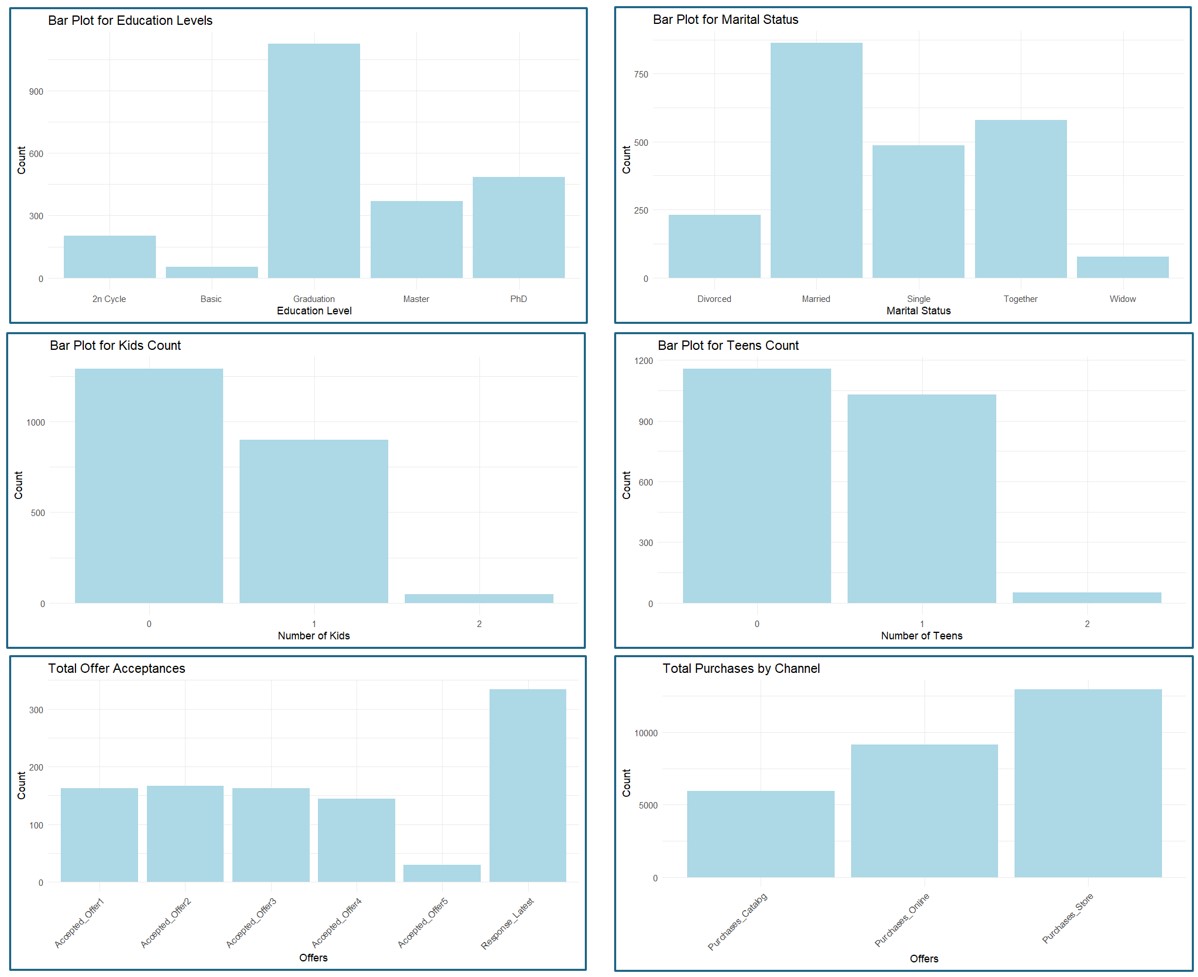 Bar Plot for Education Levels
900
600
300
0
Count
2n Cycle Basic Graduation Master PhD
Education Level
Bar Plot for Marital Status
750
500
250
0
Count
Divorced Married Single Together Widow
Marital Status
Bar Plot for Kids Count
1000
500
0
Count
0 1 2
Number of Kids
Bar Plot for Teens Count
1200
900
600
300
0
Count
0 1 2
Number of Teens
Total Offer Acceptances
300
200
100
0
Count
Accepted_Offer1 Accepted_Offer2 Accepted_Offer3 Accepted_Offer4 Accepted_Offer5 Response_Latest
Offers
Total Purchases by Channel
10000
5000
0
Count
Purchases_Catalog Purchases_Online Purchases_Store
Offers